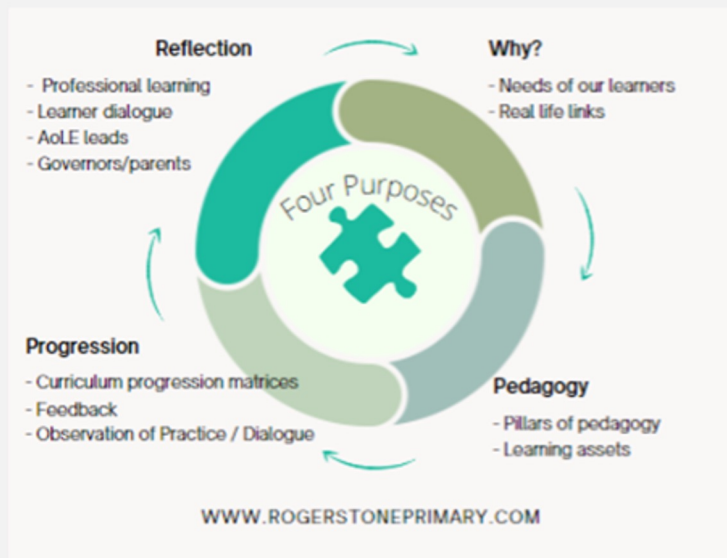 Reflection
- Professional learning
- Learner dialogue
- AoLE leads
- Governors/parents
Why?
- Needs of our learners
- Real life links
Four Purposes
Progression
- Curriculum progression matrices
- Feedback
- Observation of Practice / Dialogue
Pedagogy
- Pillars of pedagogy
- Learning assets
WWW.ROGERSTONEPRIMARY.COM